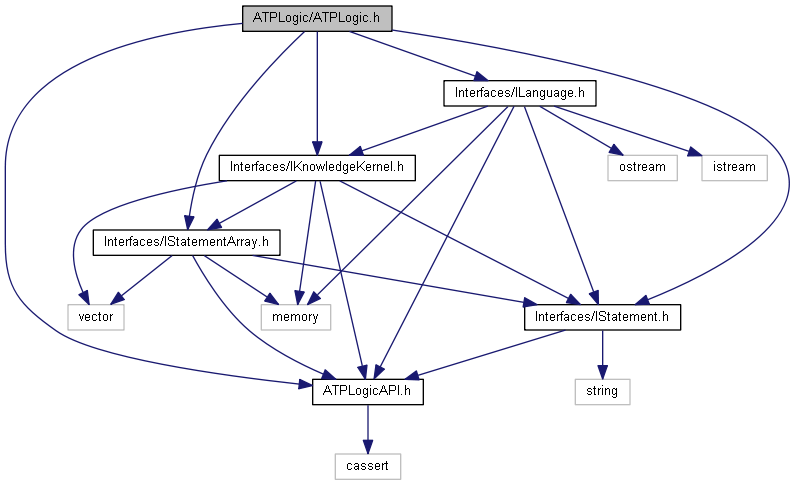 ATPLogic/ATPLogic.h
Interfaces/ILanguage.h
Interfaces/IKnowledgeKernel.h
ostream
istream
Interfaces/IStatementArray.h
vector
memory
Interfaces/IStatement.h
ATPLogicAPI.h
string
cassert